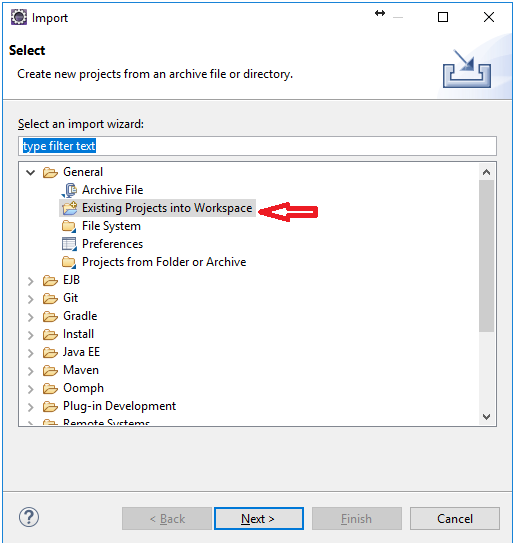 Import
Select
Create new projects from an archive file or directory.
Select an import wizard:
type filter text
General
Archive File
Existing Projects into Workspace
File System
Preferences
Projects from Folder or Archive
EJB
Git
Gradle
Install
Java EE
Maven
Oomph
Plug-in Development
Remote Systems
?
< Back
Next >
Finish
Cancel